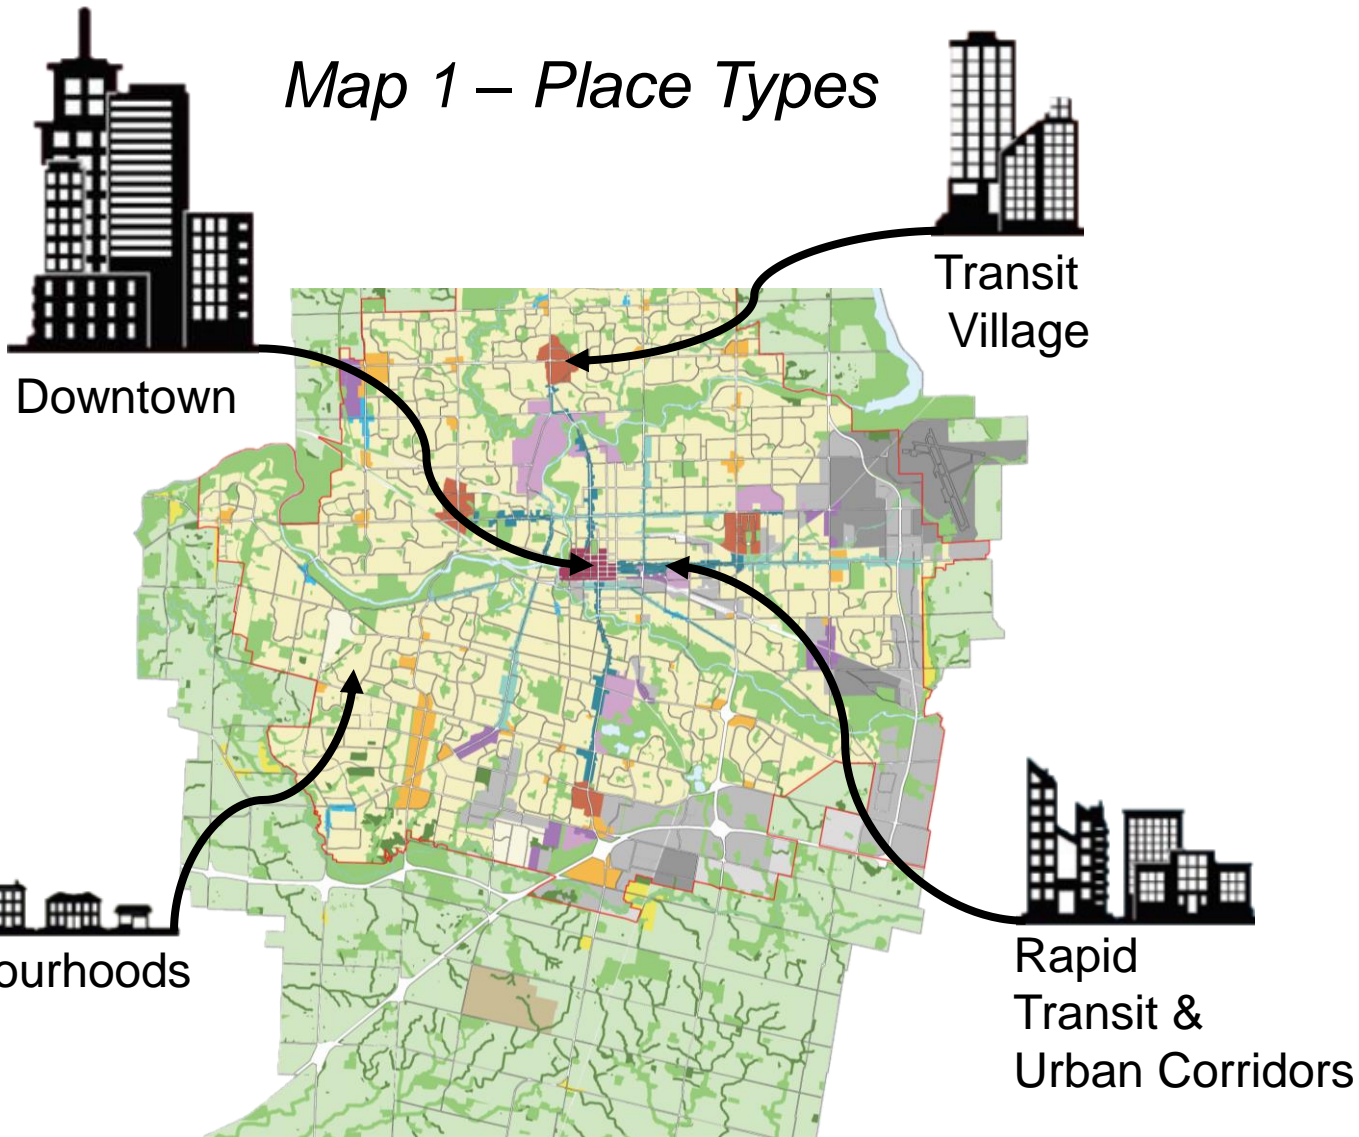 Map 1 – Place Types
Transit
Village
Downtown
ourhoods
Rapid
Transit &
Urban Corridors